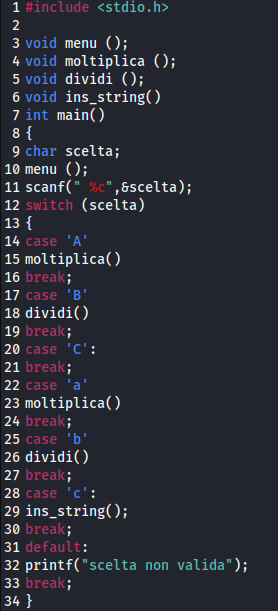 1 #include <stdio.h>
2
3 void menu ();
4 void moltiplica ();
5 void dividi ();
6 void ins_string()
7 int main()
8 {
9 char scelta;
10 menu ();
11 scanf(" %c",&scelta);
12 switch (scelta)
13 {
14 case 'A'
15 moltiplica()
16 break;
17 case 'B'
18 dividi()
19 break;
20 case 'C':
21 break;
22 case 'a'
23 moltiplica()
24 break;
25 case 'b'
26 dividi()
27 break;
28 case 'c':
29 ins_string();
30 break;
31 default:
32 printf("scelta non valida");
33 break;
34 }